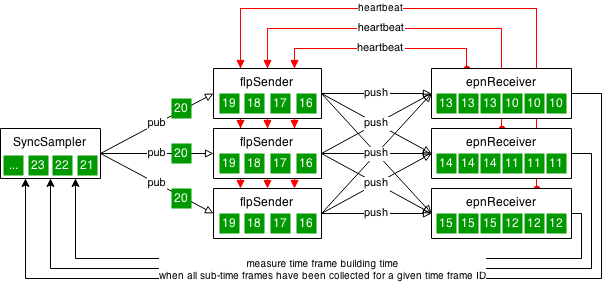 heartbeat
heartbeat
heartbeat
flpSender
19 18 17 16
push
epnReceiver
13 13 13 10 10 10
20
pub
SyncSampler
... 23 22 21
pub
20
flpSender
19 18 17 16
push
push
push
epnReceiver
14 14 14 11 11 11
pub
20
flpSender
19 18 17 16
push
epnReceiver
15 15 15 12 12 12
measure time frame building time
when all sub-time frames have been collected for a given time frame ID